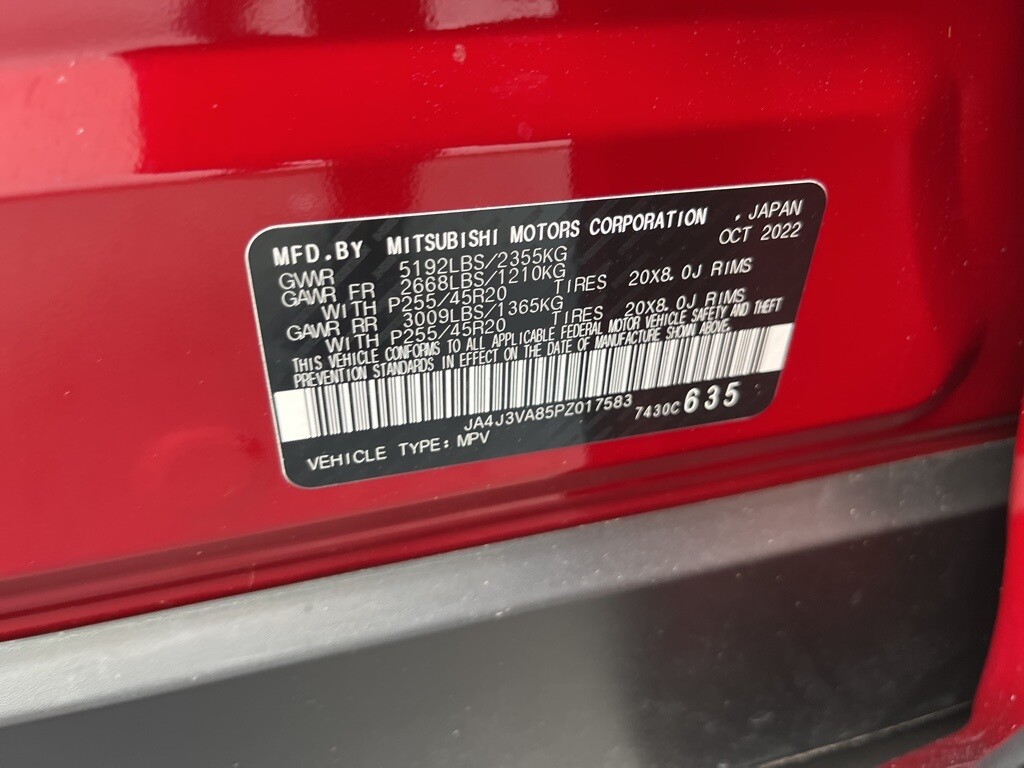 MFD.BY MITSUBISHI MOTORS CORPORATION , JAPAN
GVWR 5192LBS/2355KG OCT 2022
GAWR FR 2668LBS/1210KG
WITH P255/45R20 TIRES 20X8.0J RIMS
GAWR RR 3009LBS/1365KG
WITH P255/45R20 TIRES 20X8.0J RIMS
THIS VEHICLE CONFORMS TO ALL APPLICABLE FEDERAL MOTOR VEHICLE SAFETY AND THEFT
PREVENTION STANDARDS IN EFFECT ON THE DATE OF MANUFACTURE SHOWN ABOVE.
JA4J3VA85PZ017583 7430C 635
VEHICLE TYPE: MPV